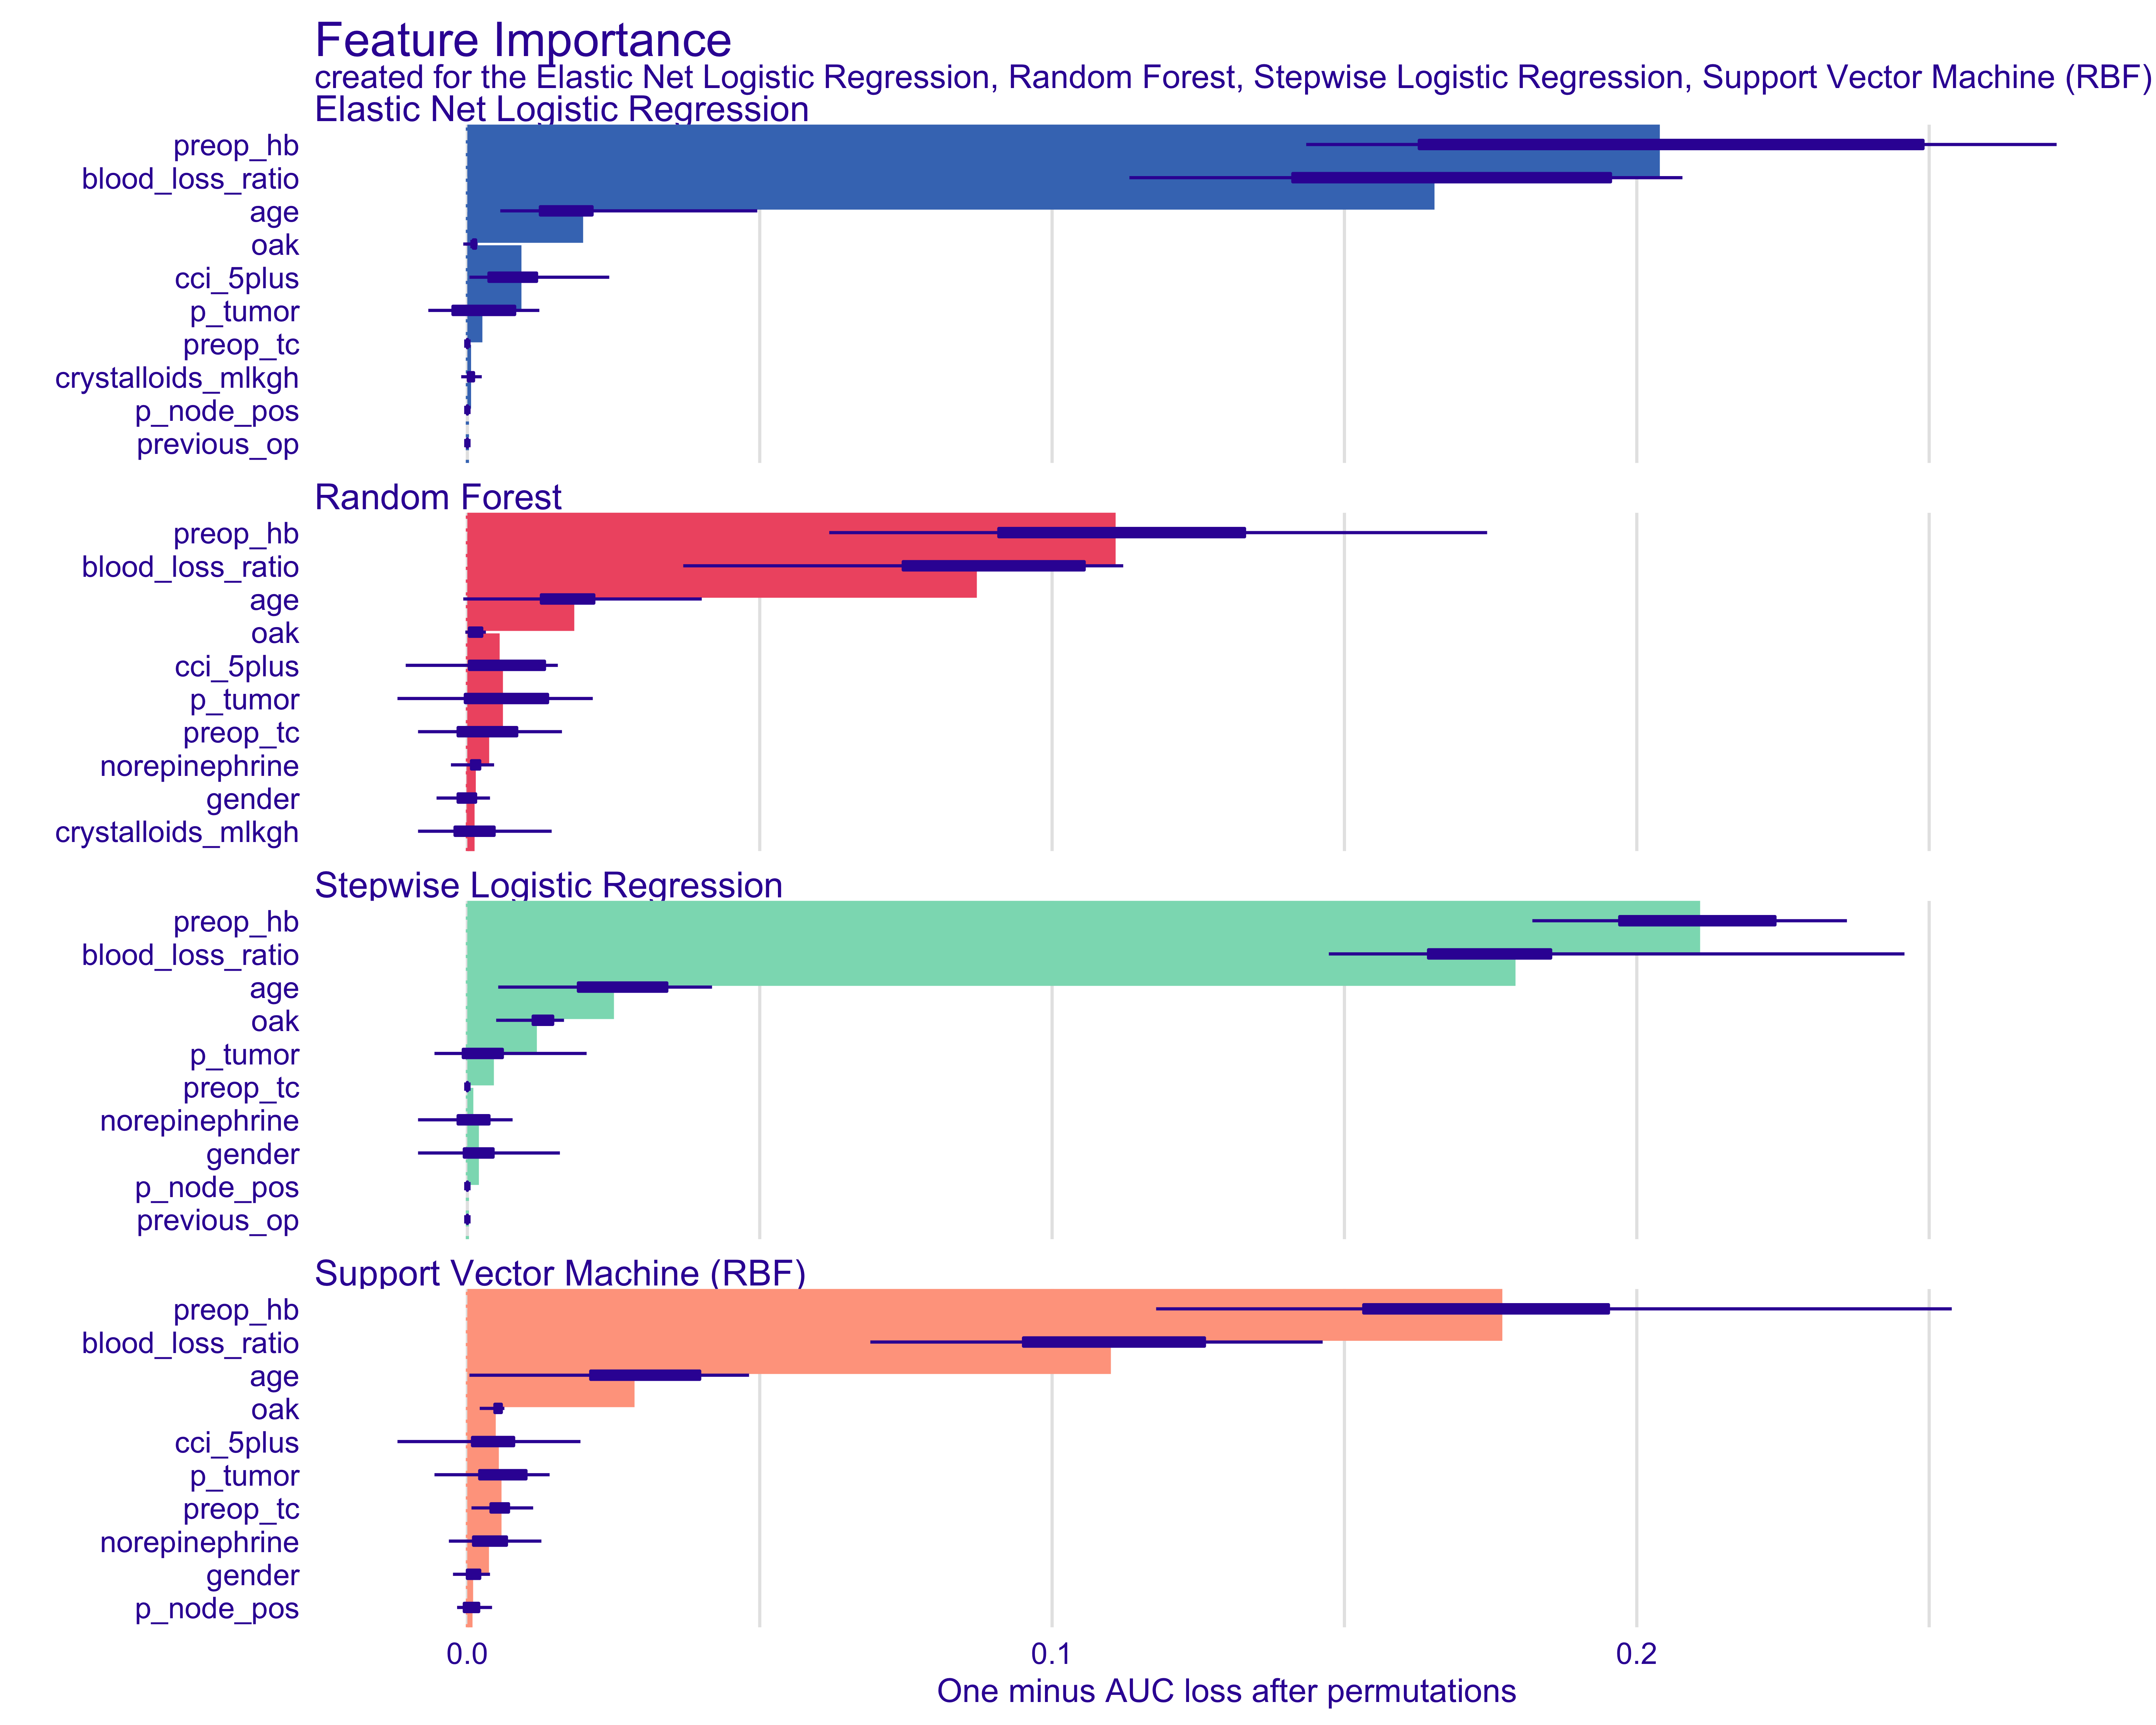 Feature Importance
created for the Elastic Net Logistic Regression, Random Forest, Stepwise Logistic Regression, Support Vector Machine (RBF)
Elastic Net Logistic Regression
preop_hb
blood_loss_ratio
age
oak
cci_5plus
p_tumor
preop_tc
crystalloids_mlkgh
p_node_pos
previous_op
Random Forest
preop_hb
blood_loss_ratio
age
oak
cci_5plus
p_tumor
preop_tc
norepinephrine
gender
crystalloids_mlkgh
Stepwise Logistic Regression
preop_hb
blood_loss_ratio
age
oak
p_tumor
preop_tc
norepinephrine
gender
p_node_pos
previous_op
Support Vector Machine (RBF)
preop_hb
blood_loss_ratio
age
oak
cci_5plus
p_tumor
preop_tc
norepinephrine
gender
p_node_pos
0.0 0.1 0.2
One minus AUC loss after permutations